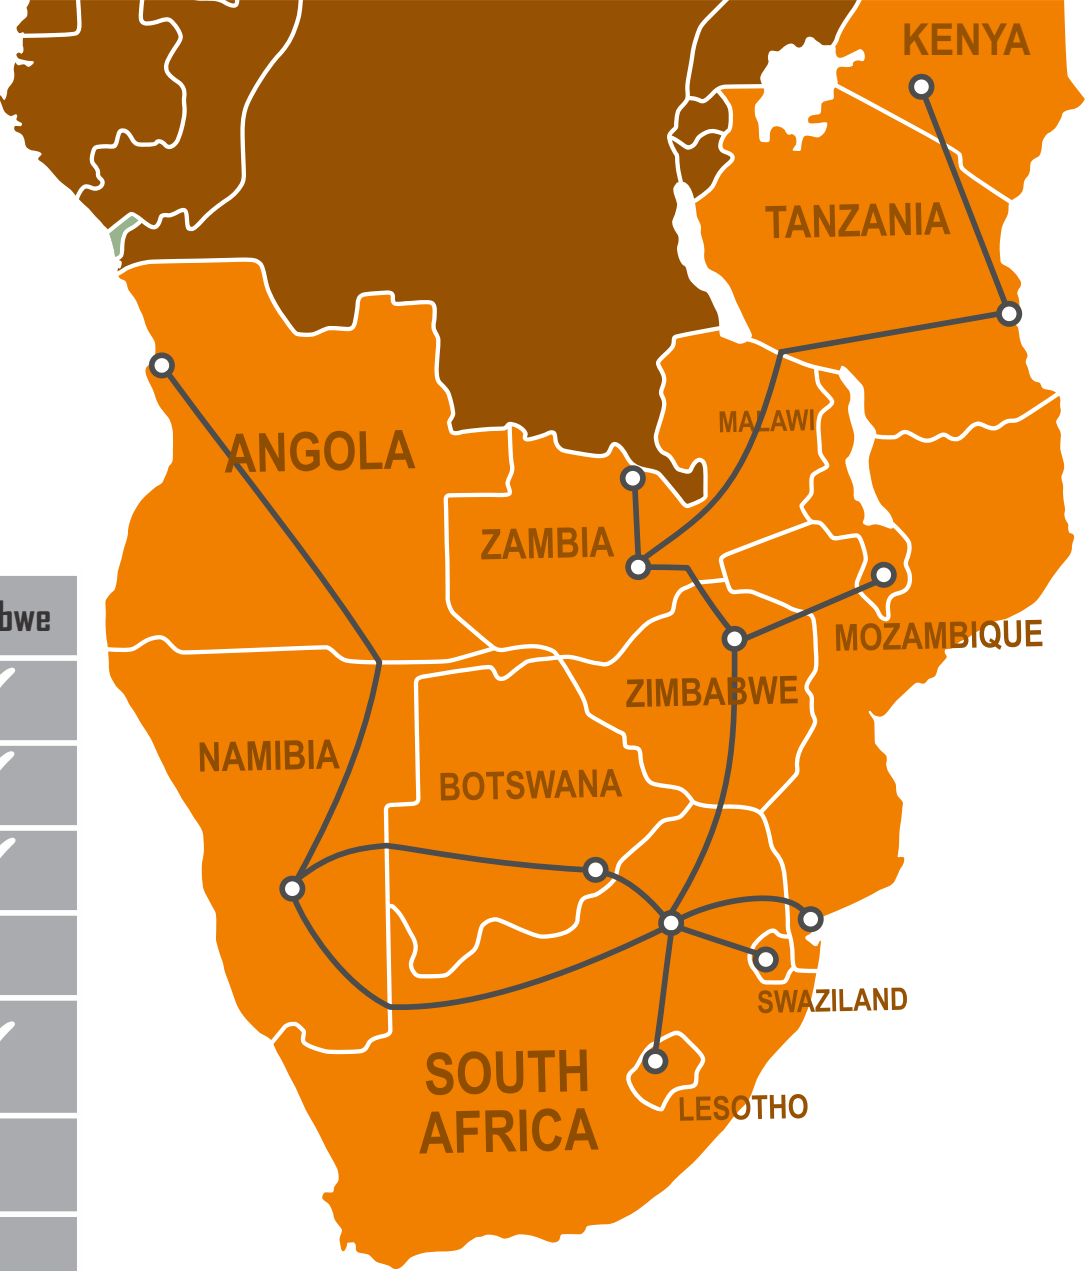 KENYA
TANZANIA
MALAWI
ANGOLA
ZAMBIA
bwe
MOZAMBIQUE
ZIMBABWE
NAMIBIA
BOTSWANA
SWAZILAND
SOUTH
AFRICA
LESOTHO